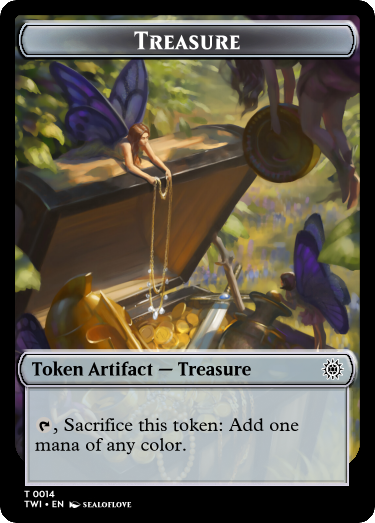 TREASURE
Token Artifact — Treasure
, Sacrifice this token: Add one
mana of any color.
T 0014
TWI • EN SEALOFLOVE